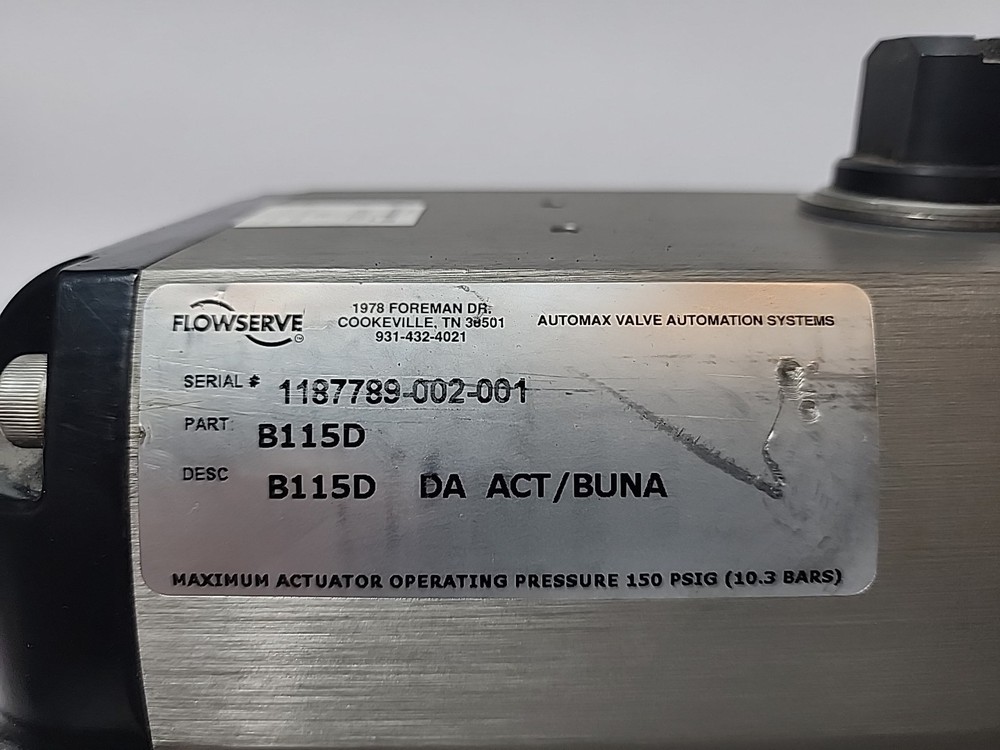 FLOWSERVE
1978 FOREMAN DR.
COOKEVILLE, TN 38501
931-432-4021
AUTOMAX VALVE AUTOMATION SYSTEMS
SERIAL # 1187789-002-001
PART: B115D
DESC B115D DA ACT/BUNA
MAXIMUM ACTUATOR OPERATING PRESSURE 150 PSIG (10.3 BARS)